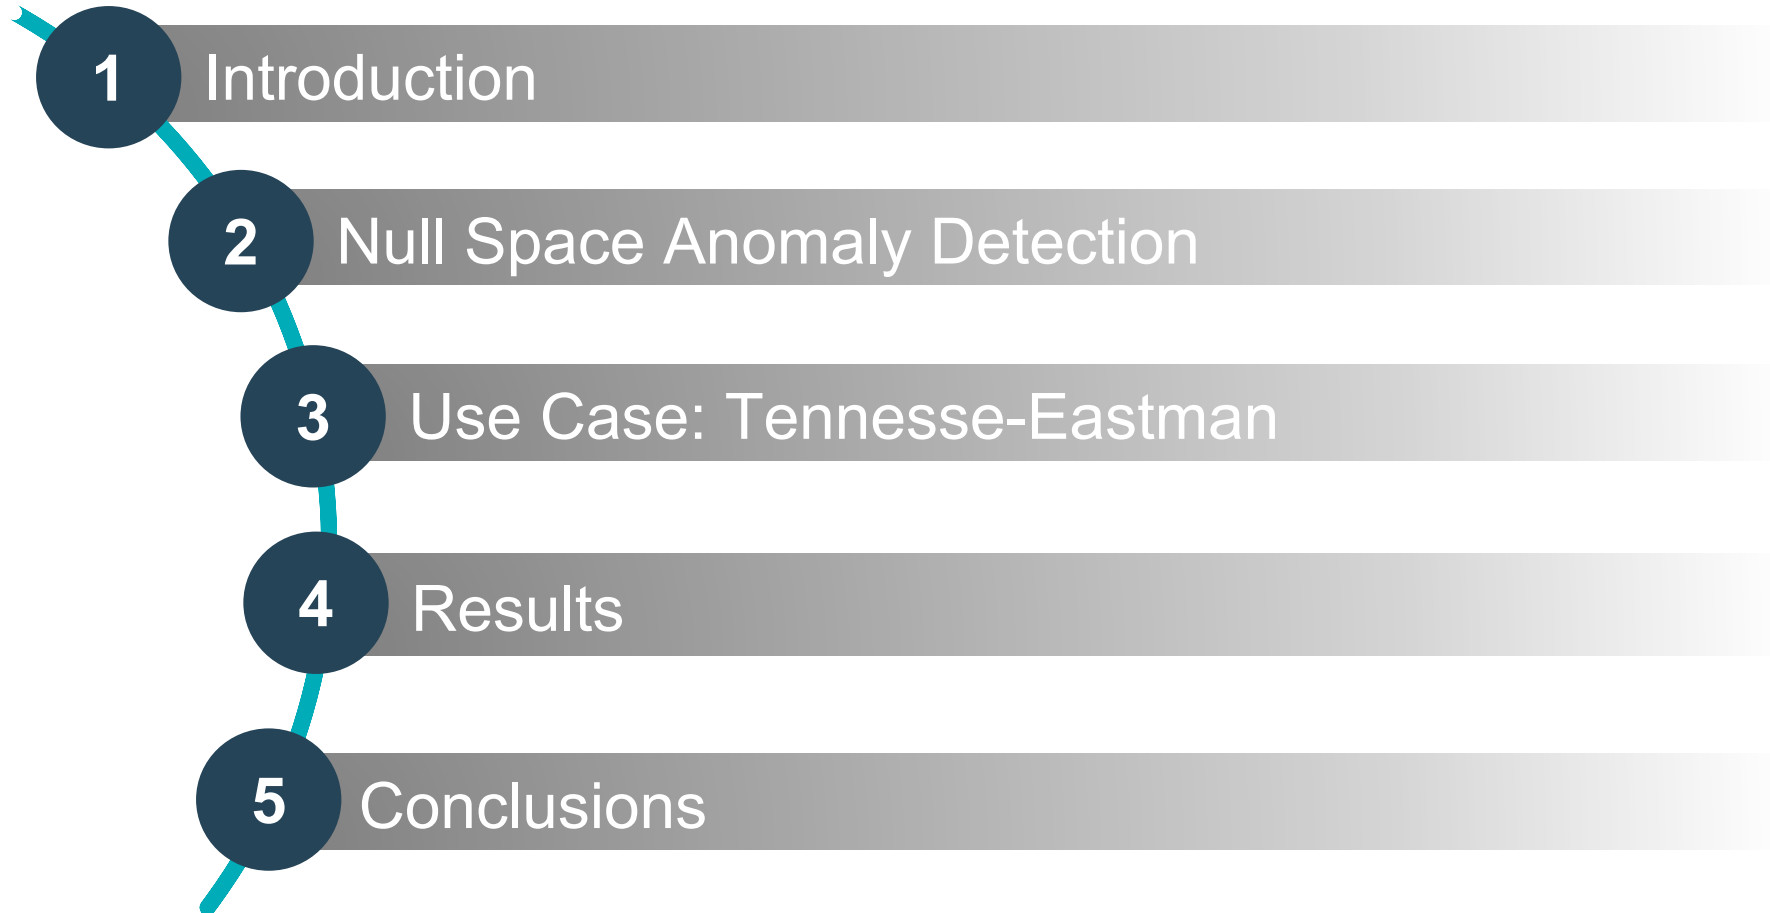 1 Introduction
2 Null Space Anomaly Detection
3 Use Case: Tennesse-Eastman
4 Results
5 Conclusions